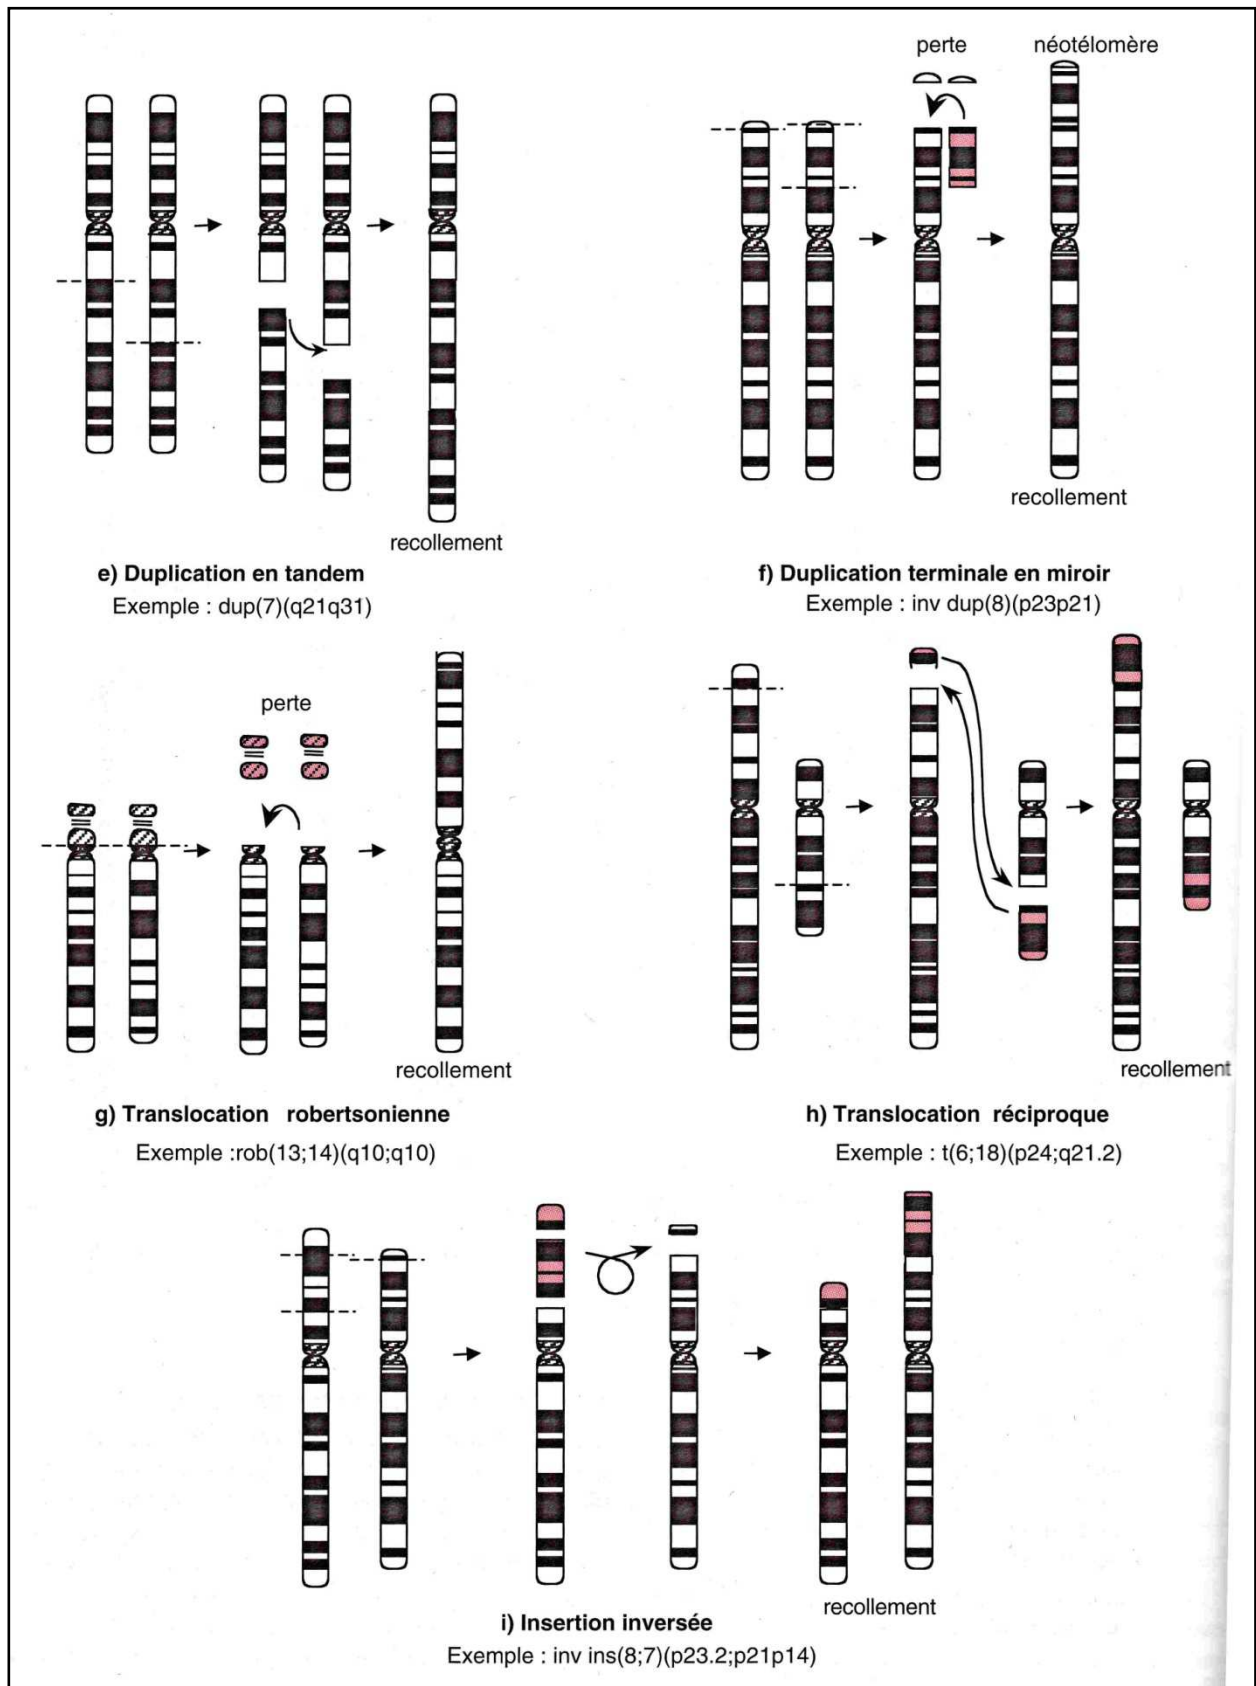 perte
néotélomère
recollement
recollement
e) Duplication en tandem
Exemple : dup(7)(q21q31)
f) Duplication terminale en miroir
Exemple : inv dup(8)(p23p21)
perte
recollement
recollement
g) Translocation robertsonienne
Exemple :rob(13;14)(q10;q10)
h) Translocation réciproque
Exemple : t(6;18)(p24;q21.2)
recollement
i) Insertion inversée
Exemple : inv ins(8;7)(p23.2;p21p14)